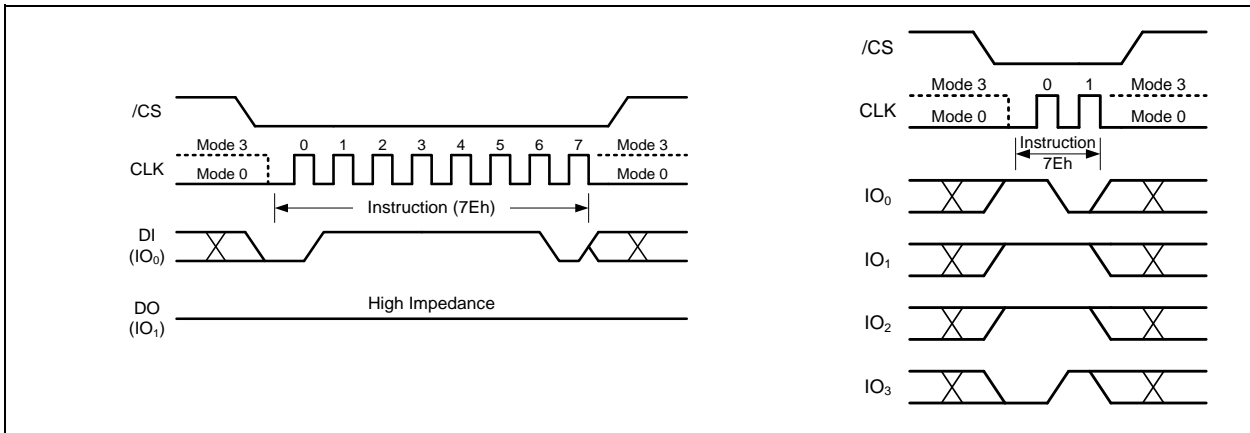 /CS
Mode 3 0 1 2 3 4 5 6 7 Mode 3
CLK
Mode 0 Mode 0
Instruction (7Eh)
DI
(IO₀)
High Impedance
DO
(IO₁)
/CS
Mode 3 0 1 Mode 3
CLK
Mode 0 Mode 0
Instruction
7Eh
IO₀
IO₁
IO₂
IO₃